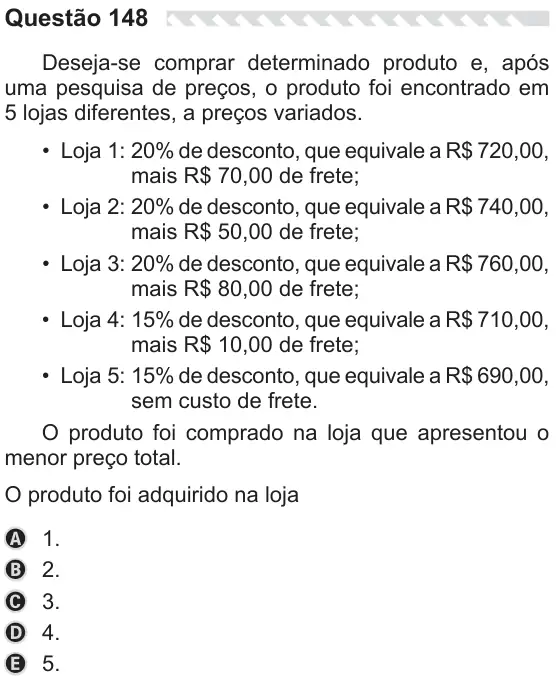 Questão 148
Deseja-se comprar determinado produto e, após
uma pesquisa de preços, o produto foi encontrado em
5 lojas diferentes, a preços variados.
• Loja 1: 20% de desconto, que equivale a R$ 720,00,
mais R$ 70,00 de frete;
• Loja 2: 20% de desconto, que equivale a R$ 740,00,
mais R$ 50,00 de frete;
• Loja 3: 20% de desconto, que equivale a R$ 760,00,
mais R$ 80,00 de frete;
• Loja 4: 15% de desconto, que equivale a R$ 710,00,
mais R$ 10,00 de frete;
• Loja 5: 15% de desconto, que equivale a R$ 690,00,
sem custo de frete.
O produto foi comprado na loja que apresentou o
menor preço total.
O produto foi adquirido na loja
A 1.
B 2.
C 3.
D 4.
E 5.